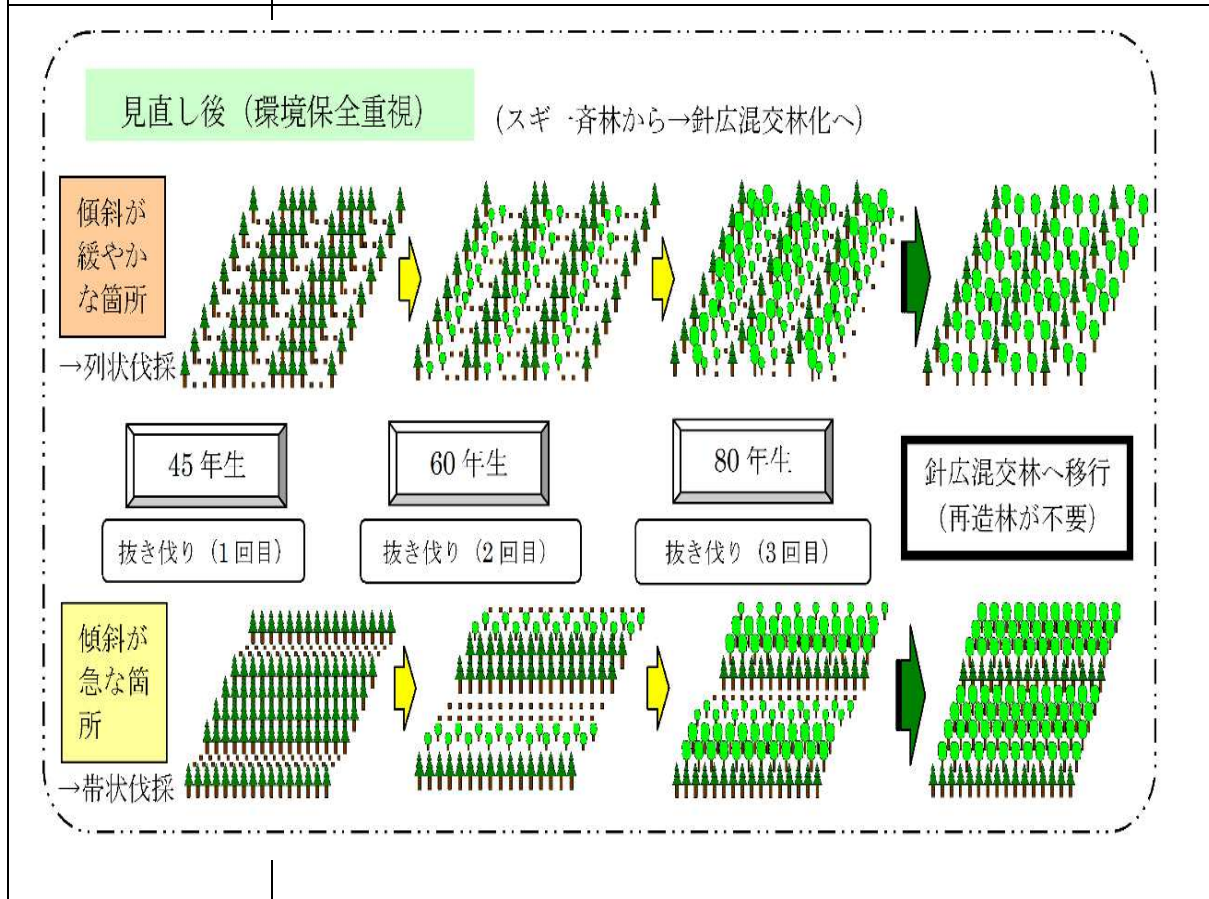 見直し後（環境保全重視）
（スギ一斉林から→針広混交林化へ）
傾斜が
緩やか
な箇所
→列状伐採
45年生
60年生
80年生
針広混交林へ移行
（再造林が不要）
抜き伐り（1回目）
抜き伐り（2回目）
抜き伐り（3回目）
傾斜が
急な箇
所
→帯状伐採